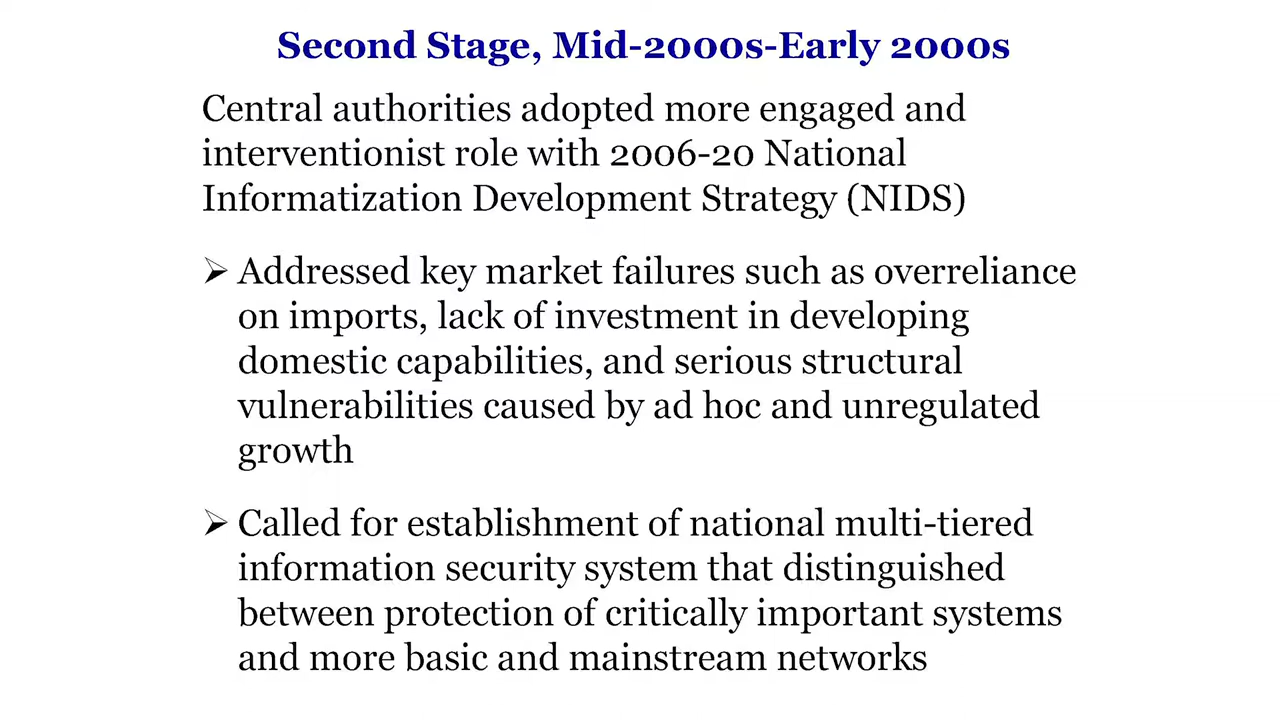 Second Stage, Mid-2000s-Early 2000s
Central authorities adopted more engaged and
interventionist role with 2006-20 National
Informatization Development Strategy (NIDS)
➢ Addressed key market failures such as overreliance
on imports, lack of investment in developing
domestic capabilities, and serious structural
vulnerabilities caused by ad hoc and unregulated
growth
➢ Called for establishment of national multi-tiered
information security system that distinguished
between protection of critically important systems
and more basic and mainstream networks